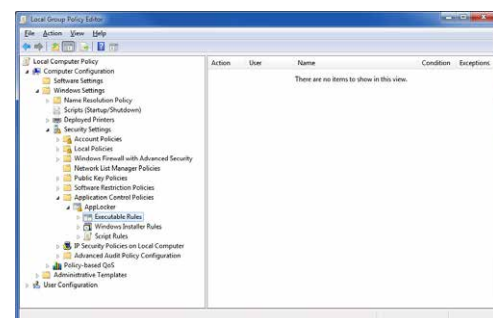 Local Group Policy Editor
File Action View Help
Local Computer Policy
Computer Configuration
Software Settings
Windows Settings
Name Resolution Policy
Scripts (Startup/Shutdown)
Deployed Printers
Security Settings
Account Policies
Local Policies
Windows Firewall with Advanced Security
Network List Manager Policies
Public Key Policies
Software Restriction Policies
Application Control Policies
AppLocker
Executable Rules
Windows Installer Rules
Script Rules
IP Security Policies on Local Computer
Advanced Audit Policy Configuration
Policy-based QoS
Administrative Templates
User Configuration
Action User Name Condition Exceptions
There are no items to show in this view.